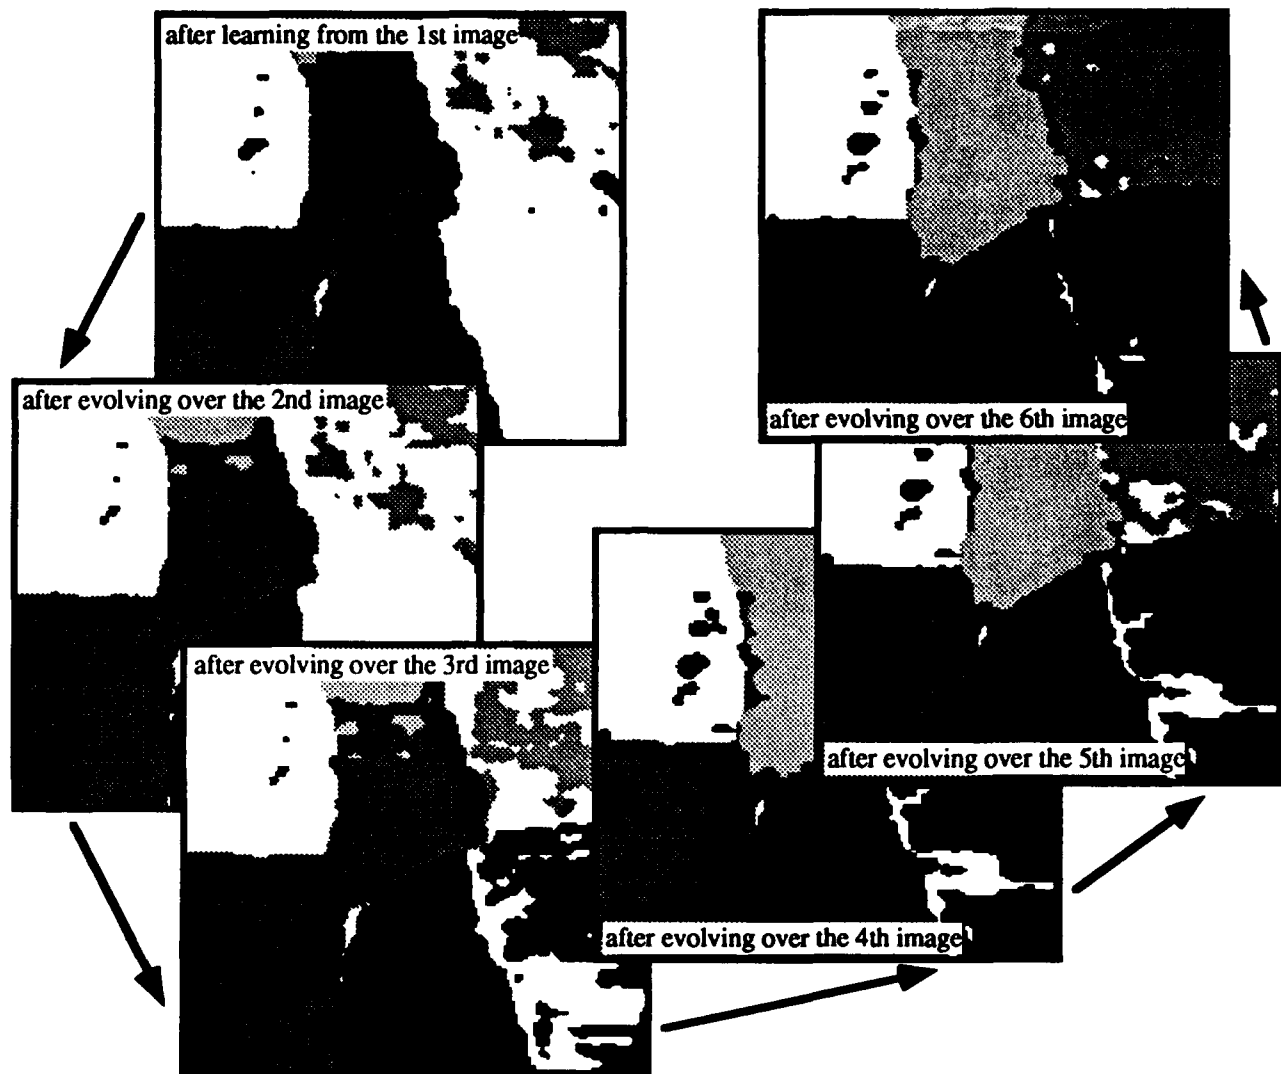 after learning from the 1st image
after evolving over the 2nd image
after evolving over the 3rd image
after evolving over the 4th image
after evolving over the 5th image
after evolving over the 6th image